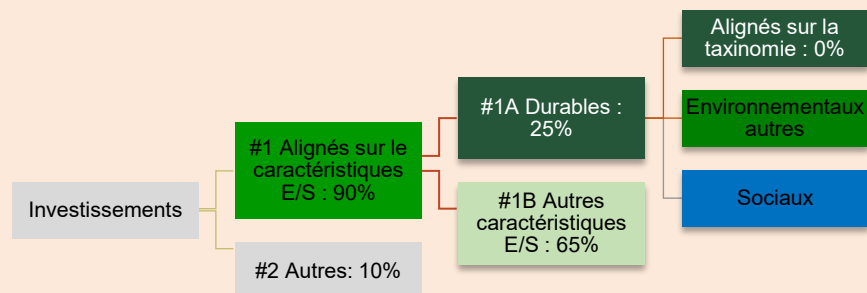 Investissements
#1 Alignés sur le
caractéristiques
E/S : 90%
#2 Autres: 10%
#1A Durables :
25%
#1B Autres
caractéristiques
E/S : 65%
Alignés sur la
taxinomie : 0%
Environnementaux
autres
Sociaux